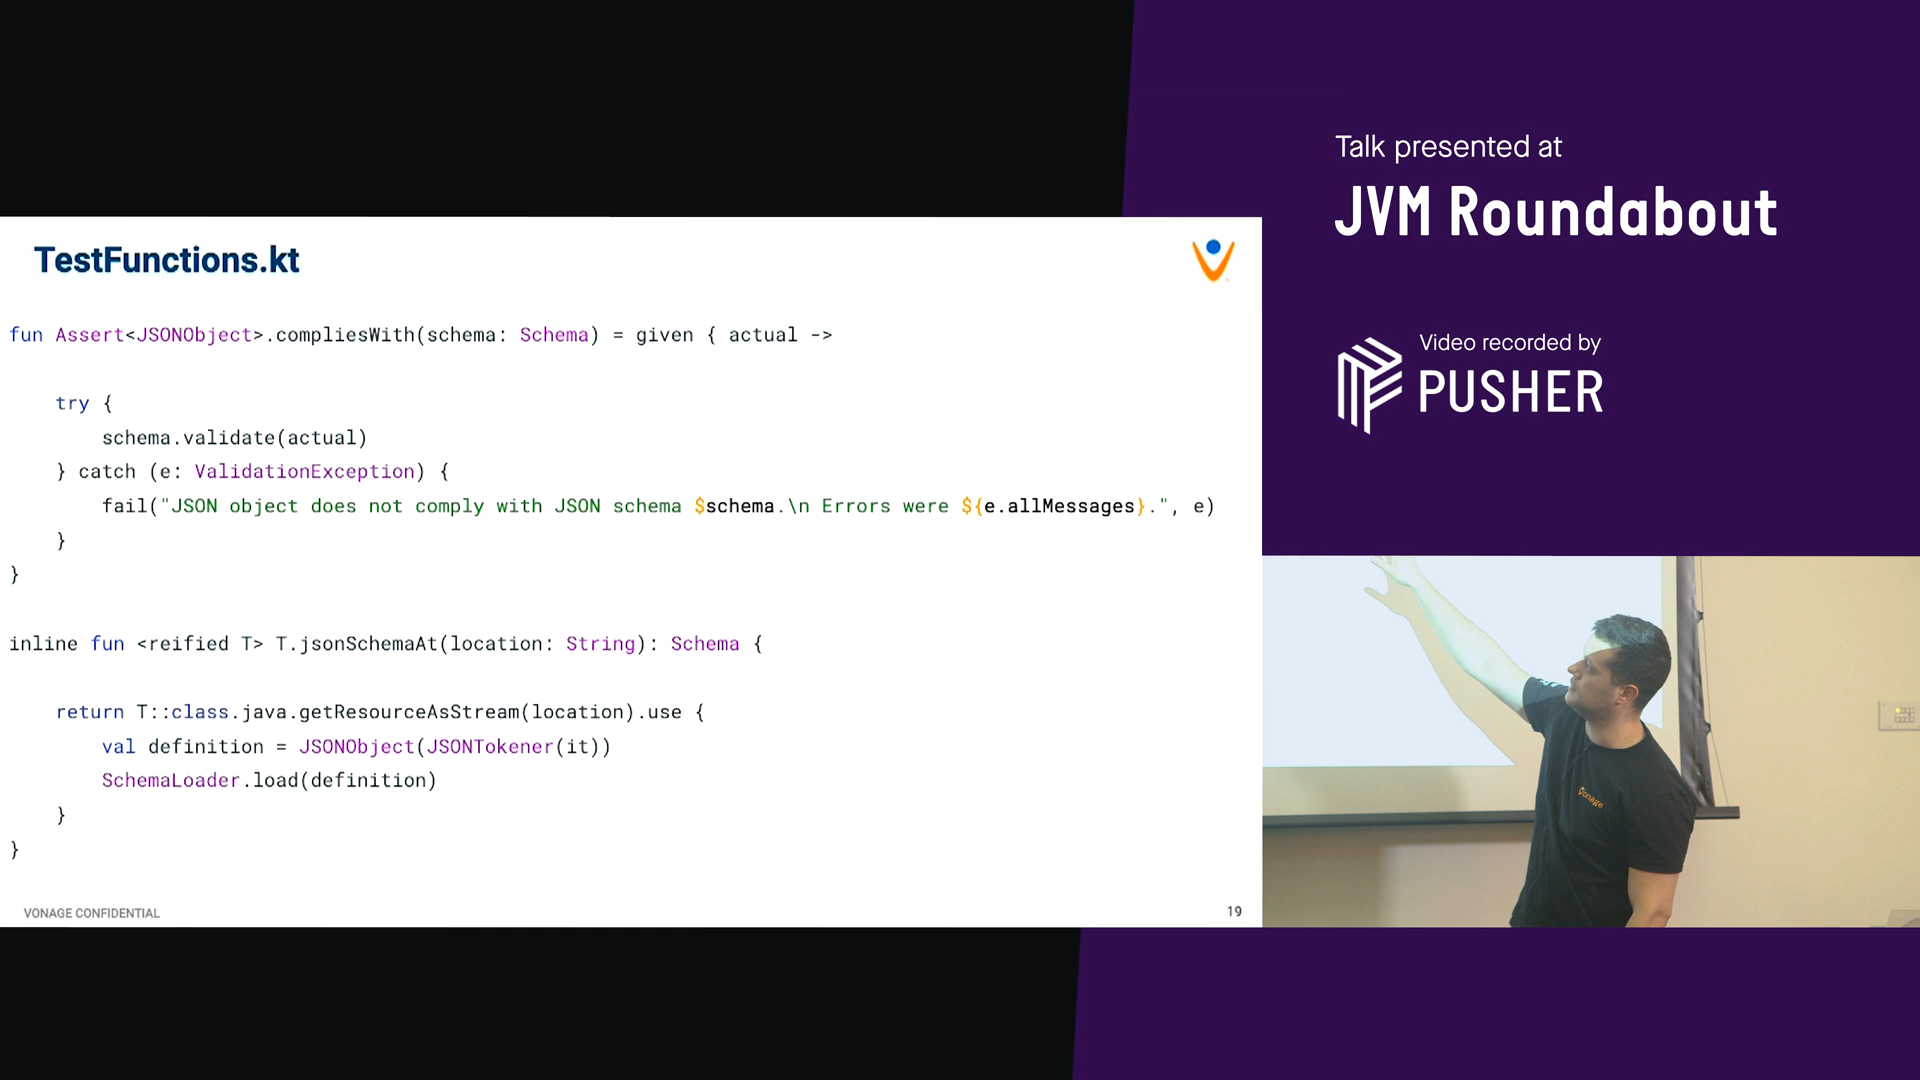 Talk presented at
JVM Roundabout
Video recorded by
PUSHER
TestFunctions.kt
fun Assert<JSONObject>.compliesWith(schema: Schema) = given { actual ->
try {
schema.validate(actual)
} catch (e: ValidationException) {
fail("JSON object does not comply with JSON schema $schema.\n Errors were ${e.allMessages}.", e)
}
}
inline fun <reified T> T.jsonSchemaAt(location: String): Schema {
return T::class.java.getResourceAsStream(location).use {
val definition = JSONObject(JSONTokener(it))
SchemaLoader.load(definition)
}
}
VONAGE CONFIDENTIAL
19
Vonage